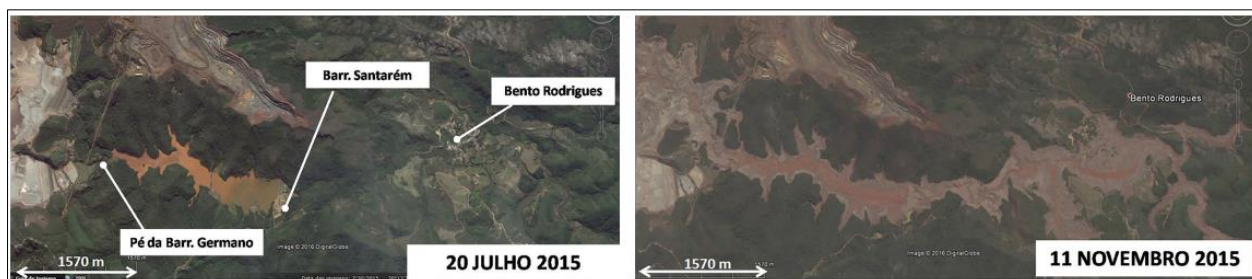 Barr. Santarém
Bento Rodrigues
Pé da Barr. Germano
1570 m
Image © 2016 DigitalGlobe
20 JULHO 2015
Bento Rodrigues
1570 m
Image © 2016 DigitalGlobe
11 NOVEMBRO 2015